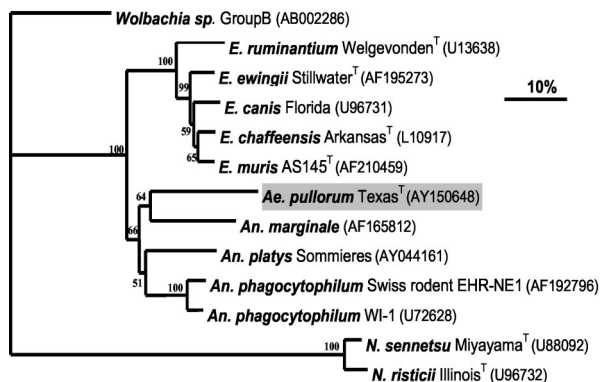 Wolbachia sp. GroupB (AB002286)
100
E. ruminantium Welgevonden^T (U13638)
99
E. ewingii Stillwater^T (AF195273)
10%
59
E. canis Florida (U96731)
65
E. chaffeensis Arkansas^T (L10917)
100
E. muris AS145^T (AF210459)
64
Ae. pullorum Texas^T (AY150648)
66
An. marginale (AF165812)
51
An. platys Sommieres (AY044161)
100
An. phagocytophilum Swiss rodent EHR-NE1 (AF192796)
An. phagocytophilum WI-1 (U72628)
100
N. sennetsu Miyayama^T (U88092)
N. risticii Illinois^T (U96732)